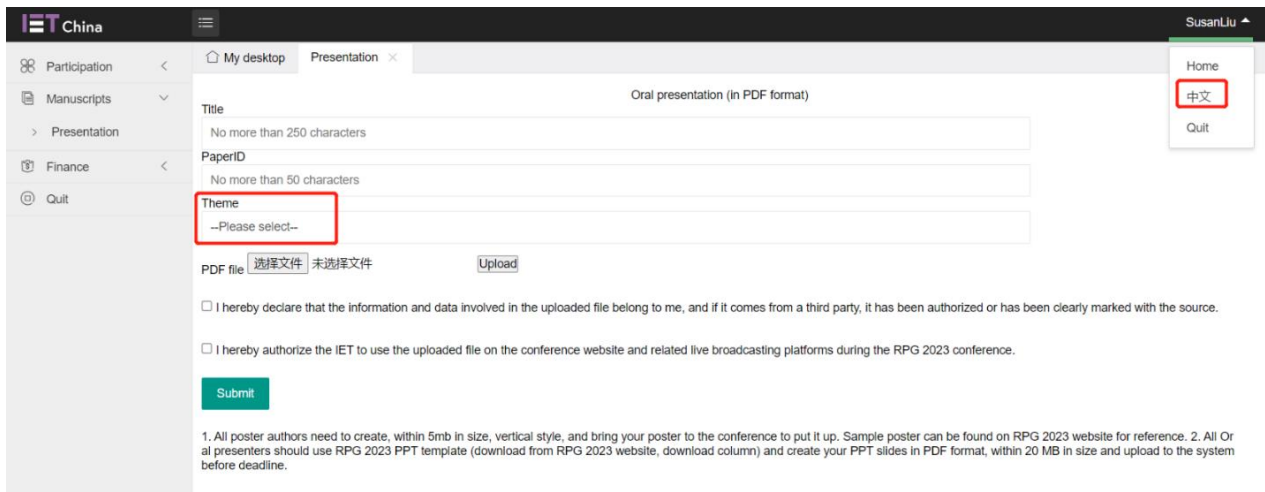 IET China
SusanLiu
Participation
Manuscripts
Presentation
Finance
Quit
My desktop
Presentation
Home
中文
Quit
Oral presentation (in PDF format)
Title
No more than 250 characters
PaperID
No more than 50 characters
Theme
--Please select--
PDF file 选择文件 未选择文件 Upload
I hereby declare that the information and data involved in the uploaded file belong to me, and if it comes from a third party, it has been authorized or has been clearly marked with the source.
I hereby authorize the IET to use the uploaded file on the conference website and related live broadcasting platforms during the RPG 2023 conference.
Submit
1. All poster authors need to create, within 5mb in size, vertical style, and bring your poster to the conference to put it up. Sample poster can be found on RPG 2023 website for reference. 2. All Or
al presenters should use RPG 2023 PPT template (download from RPG 2023 website, download column) and create your PPT slides in PDF format, within 20 MB in size and upload to the system
before deadline.